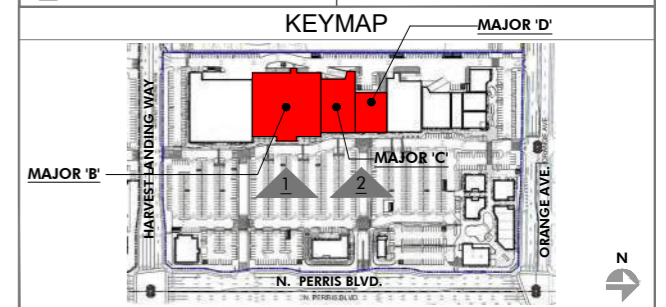 KEYMAP
MAJOR 'D'
HARVEST LANDING WAY
MAJOR 'C'
MAJOR 'B'
1
2
ORANGE AVE.
N
N. PERRIS BLVD.
N. PERRIS BLVD.